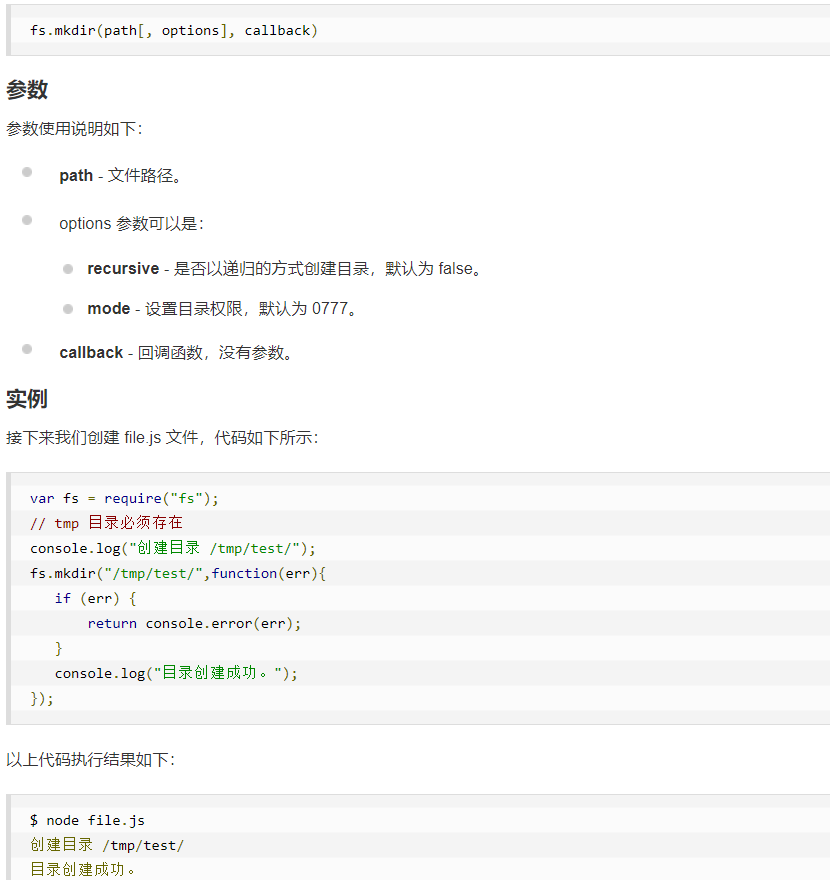 fs.mkdir(path[, options], callback)
参数
参数使用说明如下：
path - 文件路径。
options 参数可以是：
recursive - 是否以递归的方式创建目录，默认为 false。
mode - 设置目录权限，默认为 0777。
callback - 回调函数，没有参数。
实例
接下来我们创建 file.js 文件，代码如下所示：
var fs = require("fs");
// tmp 目录必须存在
console.log("创建目录 /tmp/test/");
fs.mkdir("/tmp/test/",function(err){
   if (err) {
       return console.error(err);
   }
   console.log("目录创建成功。");
});
以上代码执行结果如下：
$ node file.js
创建目录 /tmp/test/
目录创建成功。